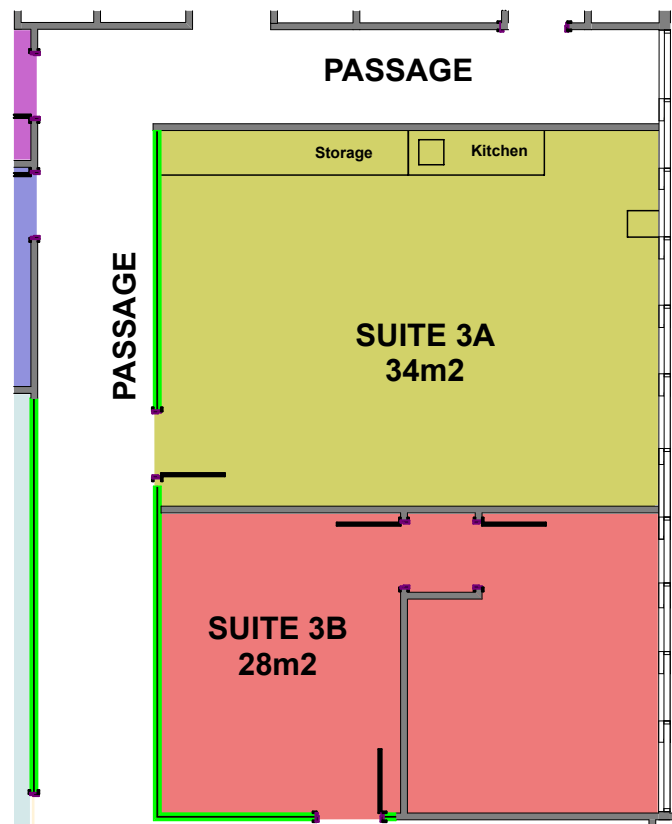 PASSAGE
Storage
Kitchen
PASSAGE
SUITE 3A
34m2
SUITE 3B
28m2